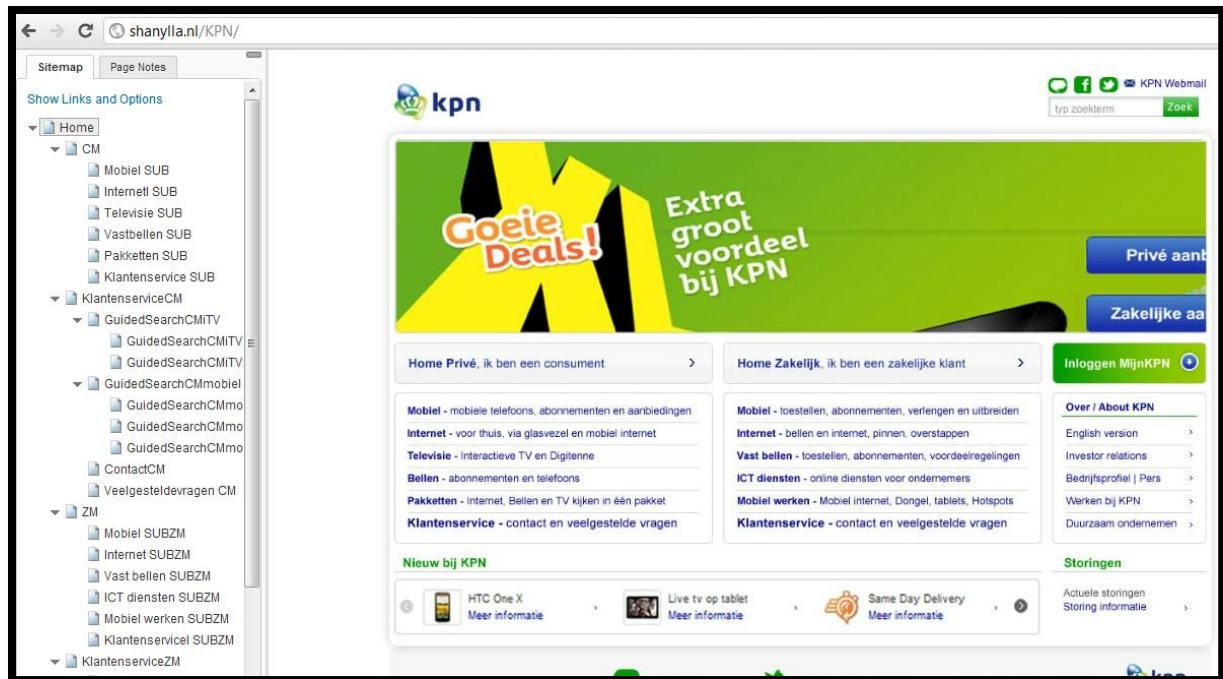 shanylla.nl/KPN/
Sitemap
Page Notes
Show Links and Options
Home
CM
Mobiel SUB
Internetl SUB
Televisie SUB
Vastbellen SUB
Pakketten SUB
Klantenservice SUB
KlantenserviceCM
GuidedSearchCMiTV
GuidedSearchCMiTV
GuidedSearchCMiTV
GuidedSearchCMmobiel
GuidedSearchCMmo
GuidedSearchCMmo
GuidedSearchCMmo
ContactCM
Veelgesteldevragen CM
ZM
Mobiel SUBZM
Internet SUBZM
Vast bellen SUBZM
ICT diensten SUBZM
Mobiel werken SUBZM
Klantenservicel SUBZM
KlantenserviceZM
kpn
KPN Webmail
typ zoekterm
Zoek
Goeie
Deals!
Extra
groot
voordeel
bij KPN
Privé aanb
Zakelijke aa
Home Privé, ik ben een consument
Home Zakelijk, ik ben een zakelijke klant
Inloggen MijnKPN
Mobiel - mobiele telefoons, abonnementen en aanbiedingen
Internet - voor thuis, via glasvezel en mobiel internet
Televisie - Interactieve TV en Digitenne
Bellen - abonnementen en telefoons
Pakketten - Internet, Bellen en TV kijken in één pakket
Klantenservice - contact en veelgestelde vragen
Mobiel - toestellen, abonnementen, verlengen en uitbreiden
Internet - bellen en internet, pinnen, overstappen
Vast bellen - toestellen, abonnementen, voordeelregelingen
ICT diensten - online diensten voor ondernemers
Mobiel werken - Mobiel internet, Dongel, tablets, Hotspots
Klantenservice - contact en veelgestelde vragen
Over / About KPN
English version
Investor relations
Bedrijfsprofiel | Pers
Werken bij KPN
Duurzaam ondernemen
Nieuw bij KPN
HTC One X
Meer informatie
Live tv op tablet
Meer informatie
Same Day Delivery
Meer informatie
Storingen
Actuele storingen
Storing informatie
kpn